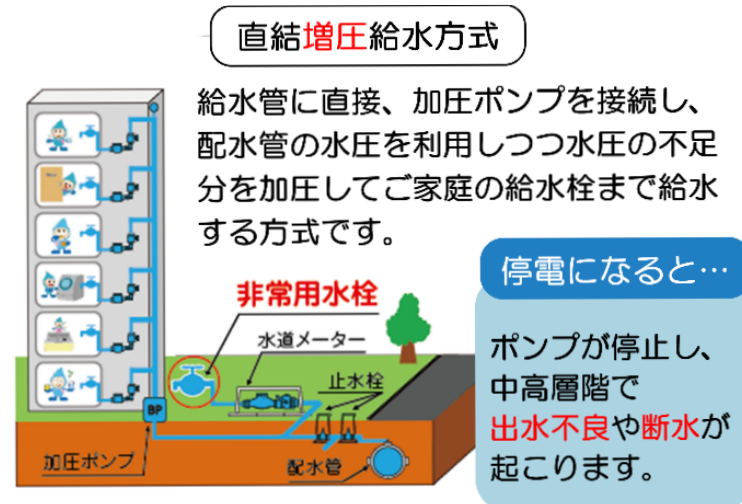 直結増圧給水方式
給水管に直接、加圧ポンプを接続し、
配水管の水圧を利用しつつ水圧の不足
分を加圧してご家庭の給水栓まで給水
する方式です。
停電になると…
ポンプが停止し、
中高層階で
出水不良や断水が
起こります。
非常用水栓
水道メーター
止水栓
BP
加圧ポンプ
配水管